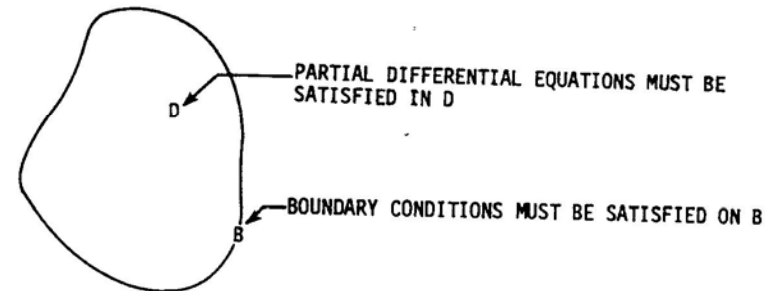 PARTIAL DIFFERENTIAL EQUATIONS MUST BE
SATISFIED IN D
D
BOUNDARY CONDITIONS MUST BE SATISFIED ON B
B